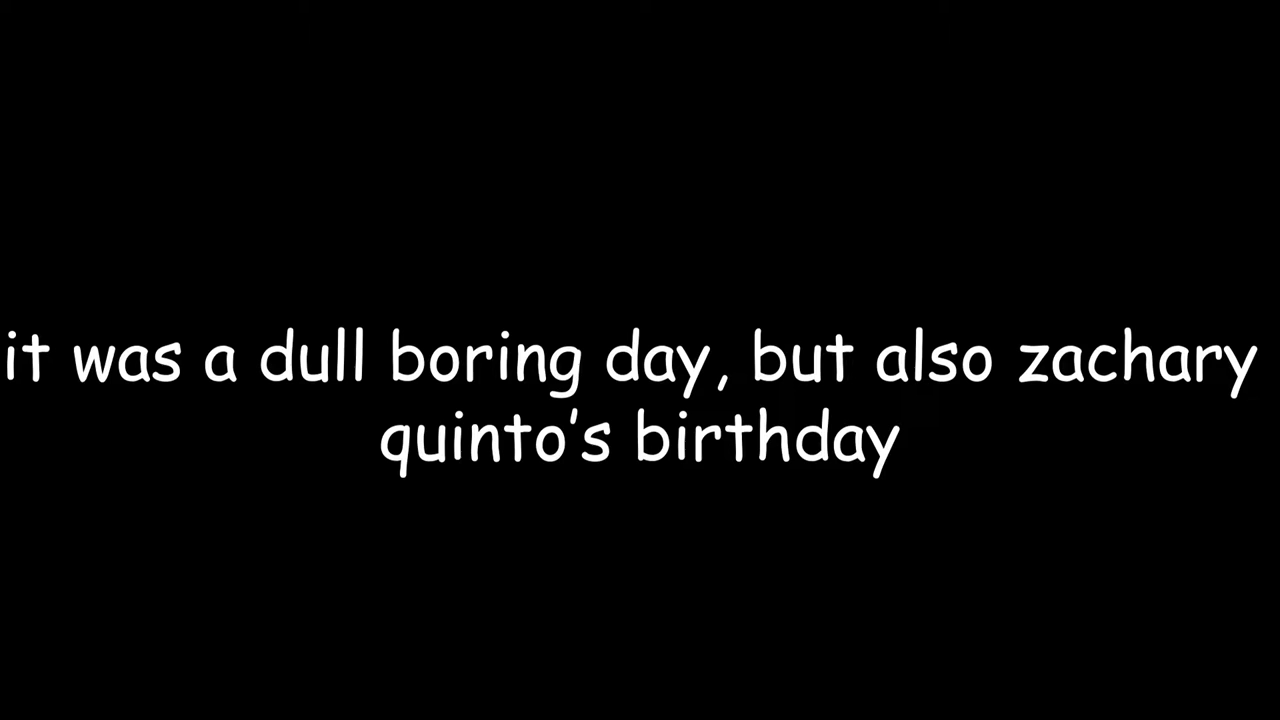 it was a dull boring day, but also zachary
quinto's birthday